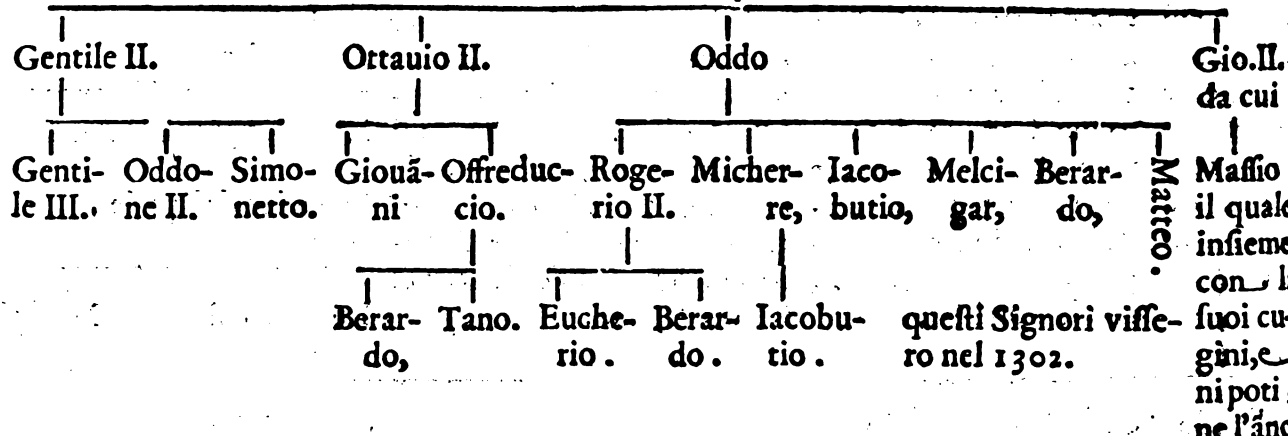 Gentile II. Ottauio II. Oddo Gio.II.
da cui
Genti- Oddo- Simo- Giouã- Offreduc- Roge- Micher- Iaco- Melci- Berar- Matteo. Maſſio
le III. ne II. netto. ni cio. rio II. re, butio, gar, do, il quale
inſieme
con
Berar- Tano. Euche- Berar- Iacobu- queſti Signori viſſe- ſuoi cu-
do, rio. do. tio. ro nel 1302. gini, e
nipoti
ne